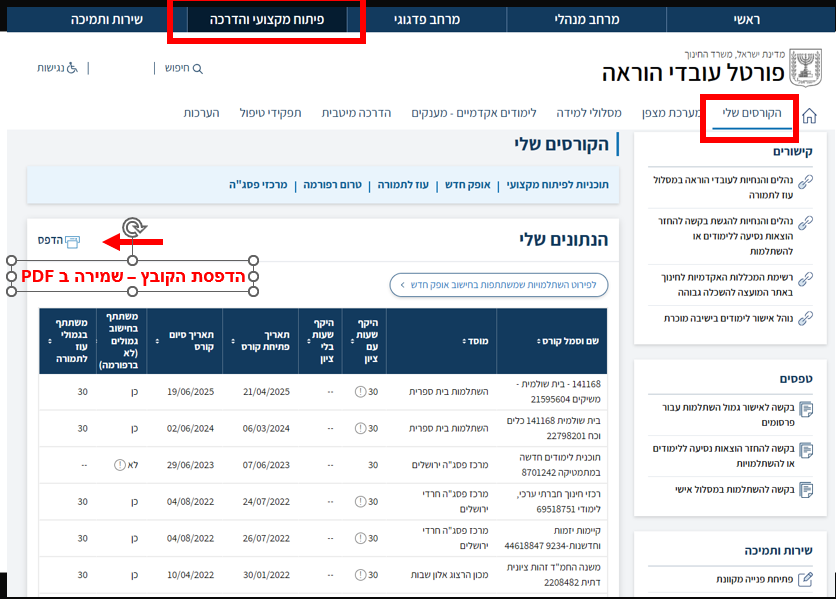 ראשי
מרחב מנהלי
מרחב פדגוגי
פיתוח מקצועי והדרכה
שירות ותמיכה
מדינת ישראל, משרד החינוך
פורטל עובדי הוראה
חיפוש
נגישות
הקורסים שלי
מערכת מצפן
מסלולי למידה
לימודים אקדמיים - מענקים
הדרכה מיטבית
תפקידי טיפול
הערכות
קישורים
נהלים והנחיות לעובדי הוראה במסלול
עוז לתמורה
נהלים והנחיות להגשת בקשה להחזר
הוצאות נסיעה ללימודים או
להשתלמות
רשימת המכללות האקדמיות לחינוך
באתר המועצה להשכלה גבוהה
נוהל אישור לימודים בישיבה מוכרת
טפסים
בקשה לאישור גמול השתלמות עבור
פרסומים
בקשה להחזר הוצאות נסיעה ללימודים
או להשתלמויות
בקשה להשתלמות במסלול אישי
שירות ותמיכה
פתיחת פנייה מקוונת
הקורסים שלי
תוכניות לפיתוח מקצועי | אופק חדש | עוז לתמורה | טרום רפורמה | מרכזי פסג"ה
הנתונים שלי
הדפס
הדפסת הקובץ – שמירה ב PDF
לפירוט השתלמויות שמשתתפות בחישוב אופק חדש
שם וסמל קורס
מוסד
היקף
שעות
עם
ציון
היקף
שעות
בלי
ציון
תאריך
פתיחת קורס
תאריך סיום
קורס
משתתף
בחישוב
גמולים
(לא
ברפורמה)
משתתף
בגמולי
עוז
לתמורה
141168 - בית שולמית -
משיקים 21595604
השתלמות בית ספרית
30
--
21/04/2025
19/06/2025
כן
30
בית שולמית 141168 כלים
וכח 22798201
השתלמות בית ספרית
30
--
06/03/2024
02/06/2024
כן
30
תוכנית לימודים חדשה
במתמטיקה 8701242
מרכז פסג"ה ירושלים
30
--
07/06/2023
29/06/2023
לא
--
רכזי חינוך חברתי ערכי,
לימודי 69518751
מרכז פסג"ה חרדי
ירושלים
30
--
24/07/2022
04/08/2022
כן
30
קיימות יזמות
וחדשנות-9234 44618847
מרכז פסג"ה חרדי
ירושלים
30
--
26/07/2022
04/08/2022
כן
30
משנה החמ"ד זהות ציונית
דתית 2208482
מכון הרצוג אלון שבות
30
--
30/01/2022
10/04/2022
כן
30